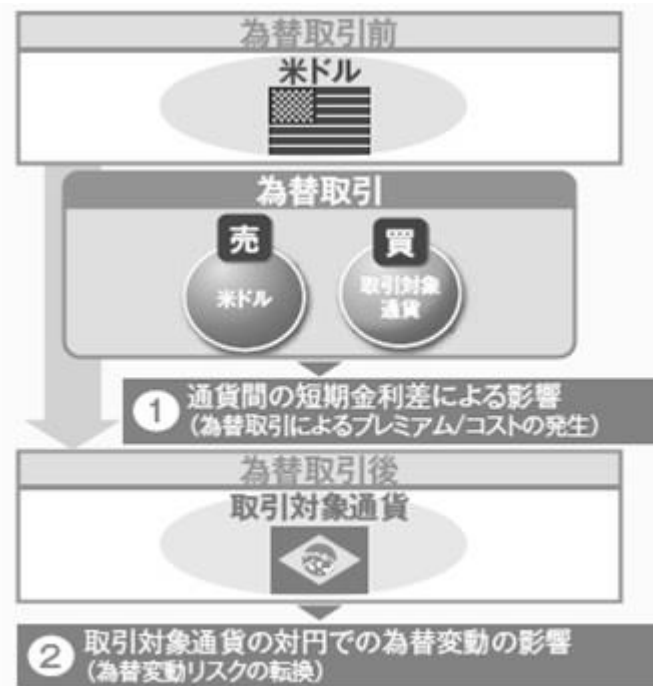 為替取引前
米ドル
為替取引
売
買
米ドル
取引対象
通貨
① 通貨間の短期金利差による影響
（為替取引によるプレミアム/コストの発生）
為替取引後
取引対象通貨
② 取引対象通貨の対円での為替変動の影響
（為替変動リスクの転換）